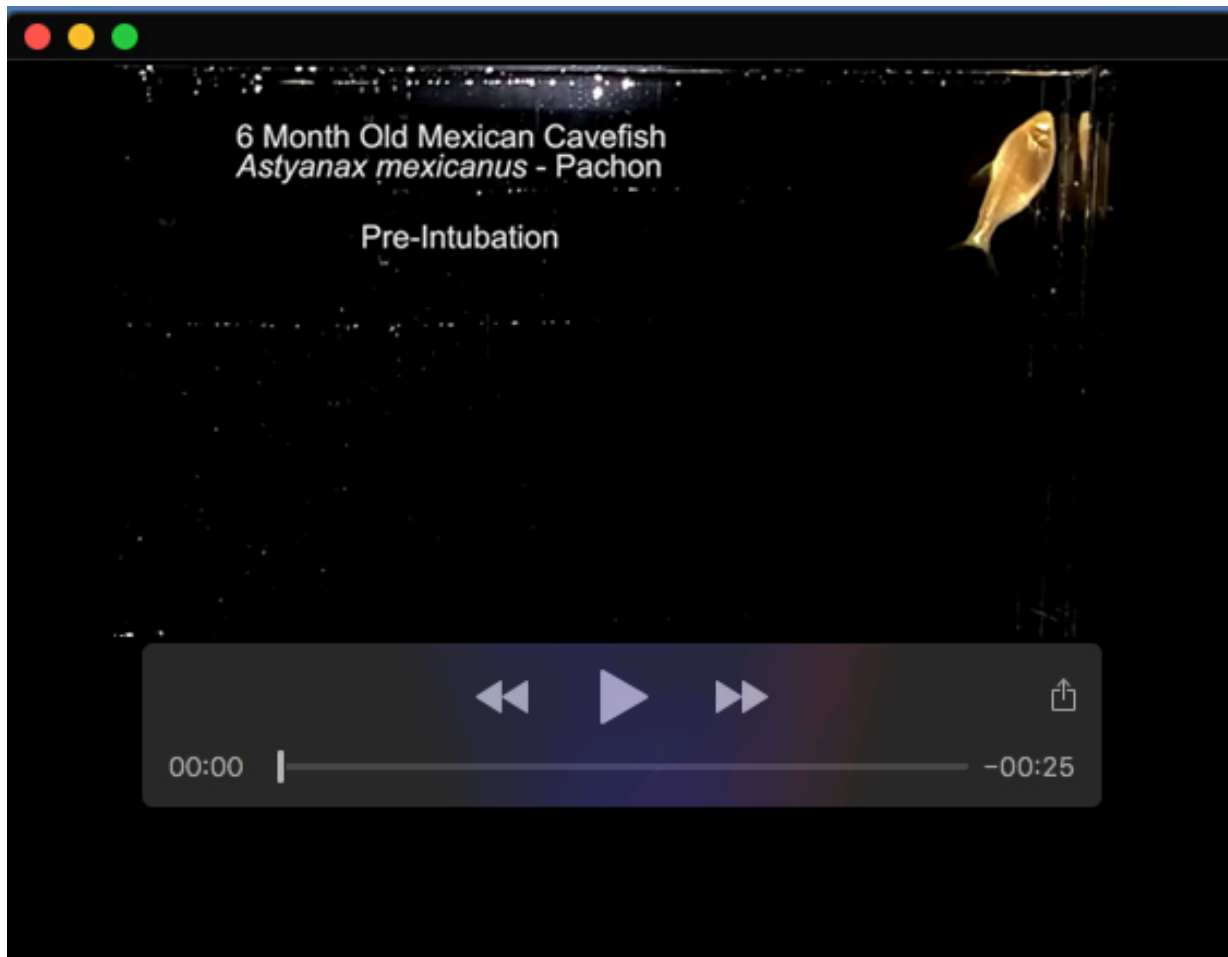 6 Month Old Mexican Cavefish
Astyanax mexicanus - Pachon
Pre-Intubation
00:00
-00:25